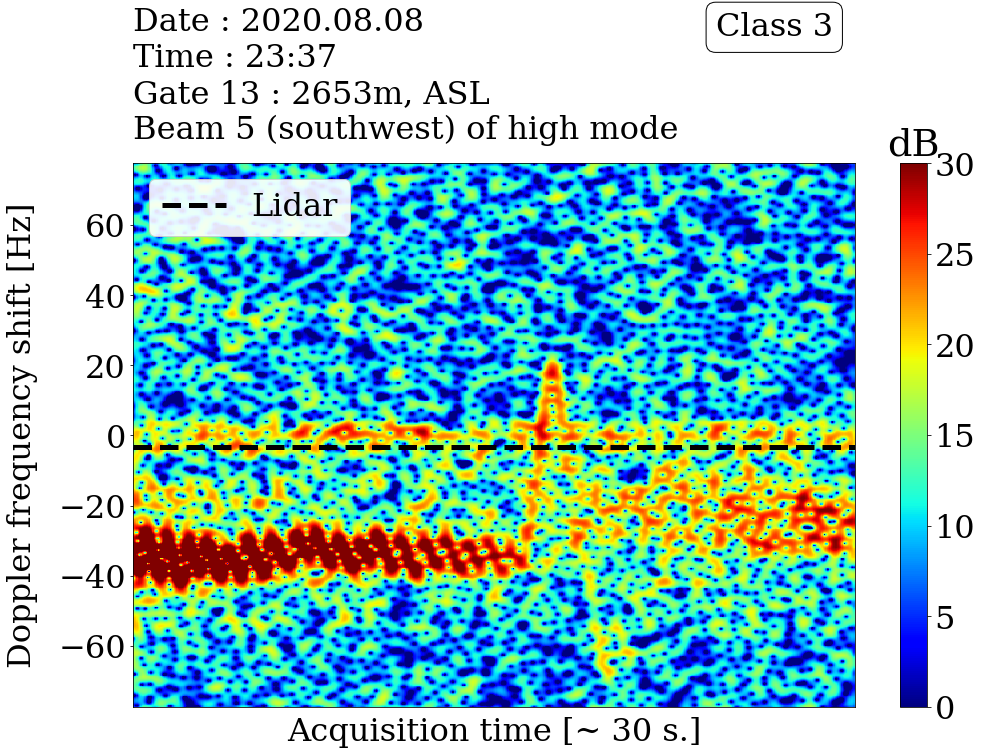 Date : 2020.08.08
Time : 23:37
Gate 13 : 2653m, ASL
Beam 5 (southwest) of high mode
Class 3
dB
Lidar
Doppler frequency shift [Hz]
60
40
20
0
−20
−40
−60
30
25
20
15
10
5
0
Acquisition time [~ 30 s.]